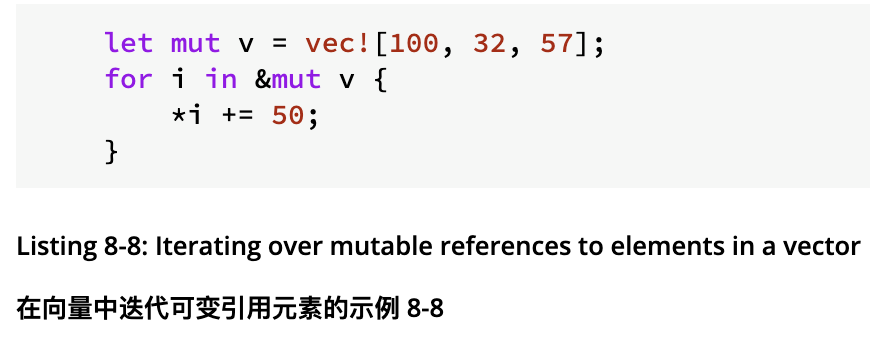 let mut v = vec![100, 32, 57];
for i in &mut v {
    *i += 50;
}
Listing 8-8: Iterating over mutable references to elements in a vector
在向量中迭代可变引用元素的示例 8-8